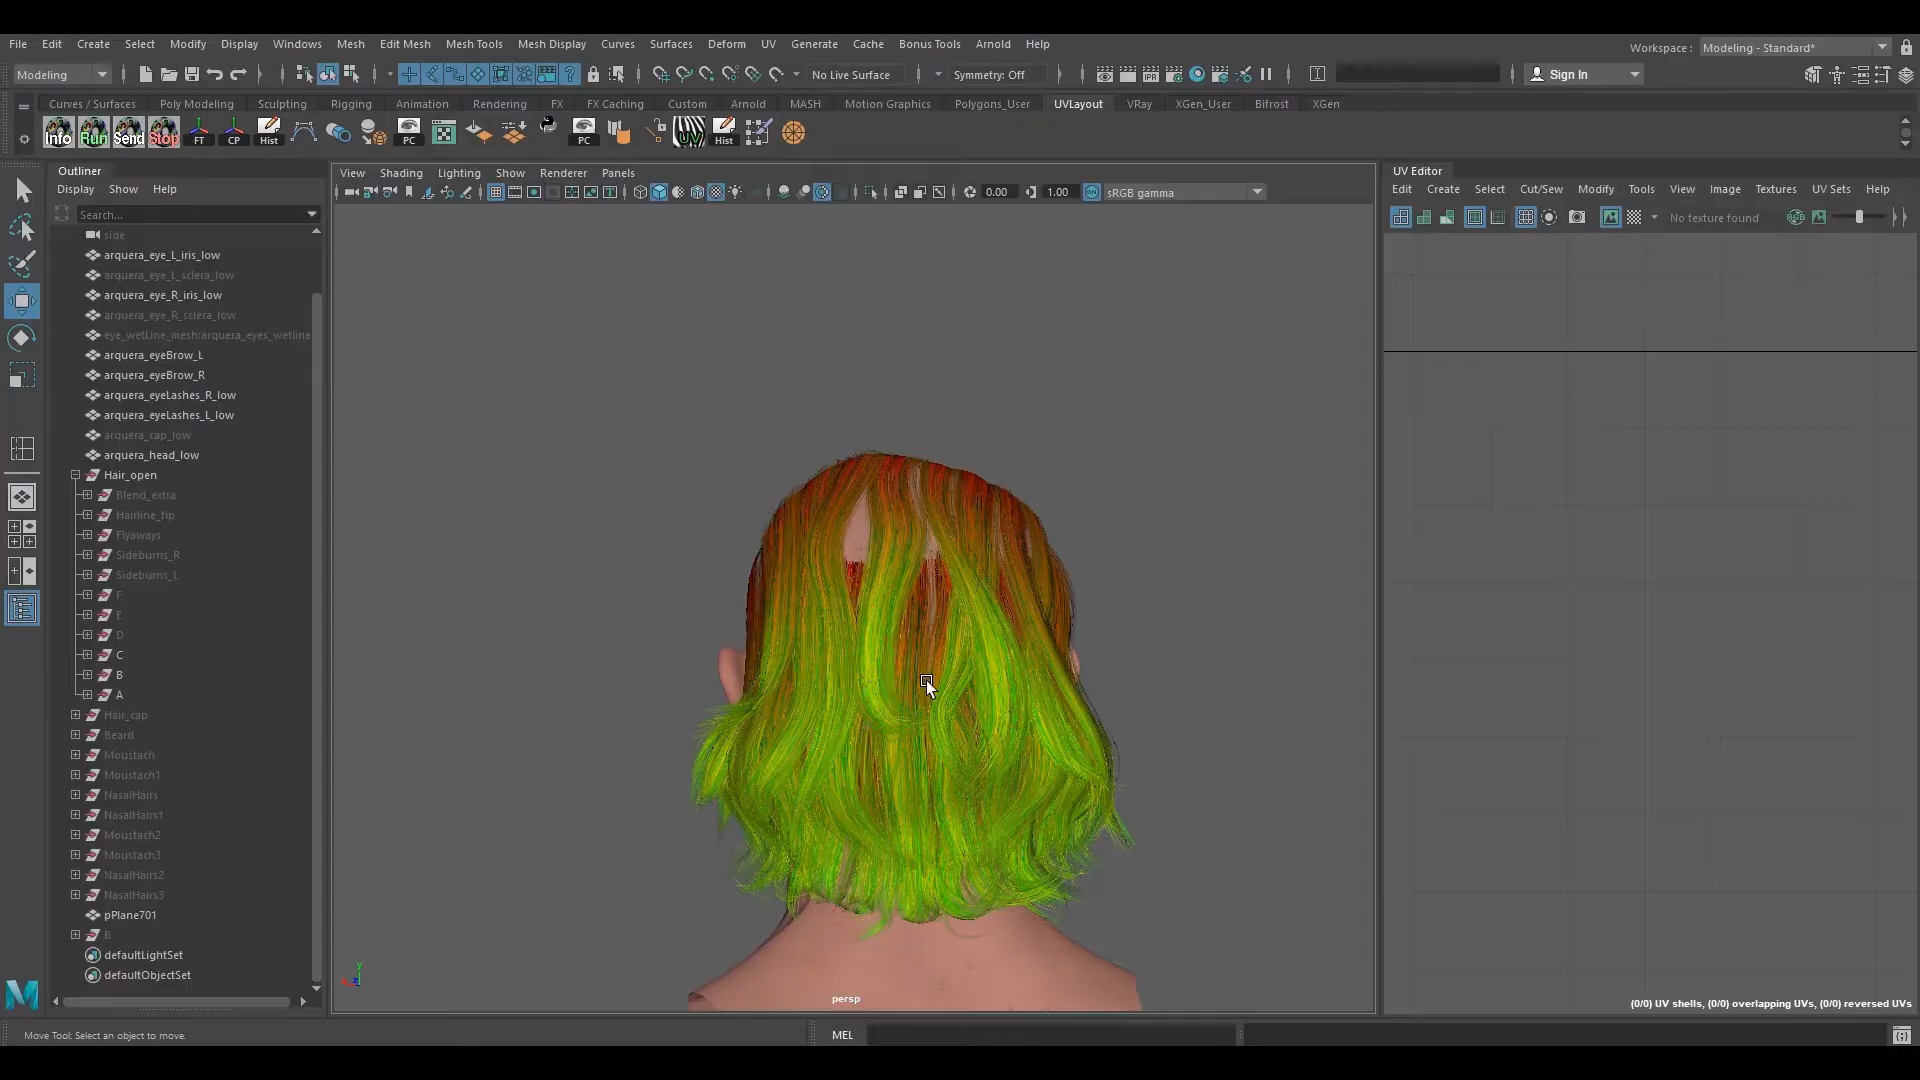 File Edit Create Select Modify Display Windows Mesh Edit Mesh Mesh Tools Mesh Display Curves Surfaces Deform UV Generate Cache Bonus Tools Arnold Help
Workspace : Modeling - Standard*
Modeling
No Live Surface
Symmetry: Off
Sign In
Curves / Surfaces Poly Modeling Sculpting Rigging Animation Rendering FX FX Caching Custom Arnold MASH Motion Graphics Polygons_User UVLayout VRay XGen_User Bifrost XGen
Info Run Send Stop FT CP Hist PC PC UV Hist
Outliner
Display Show Help
Search...
side
arquera_eye_L_iris_low
arquera_eye_L_sclera_low
arquera_eye_R_iris_low
arquera_eye_R_sclera_low
eye_wetLine_mesh:arquera_eyes_wetline
arquera_eyeBrow_L
arquera_eyeBrow_R
arquera_eyeLashes_R_low
arquera_eyeLashes_L_low
arquera_cap_low
arquera_head_low
Hair_open
Blend_extra
Hairline_tip
Flyaways
Sideburns_R
Sideburns_L
F
E
D
C
B
A
Hair_cap
Beard
Moustach
Moustach1
NasalHairs
NasalHairs1
Moustach2
Moustach3
NasalHairs2
NasalHairs3
pPlane701
B
defaultLightSet
defaultObjectSet
View Shading Lighting Show Renderer Panels
0.00 1.00 ON sRGB gamma
y
z
persp
UV Editor
Edit Create Select Cut/Sew Modify Tools View Image Textures UV Sets Help
No texture found
RGB
(0/0) UV shells, (0/0) overlapping UVs, (0/0) reversed UVs
Move Tool: Select an object to move.
MEL